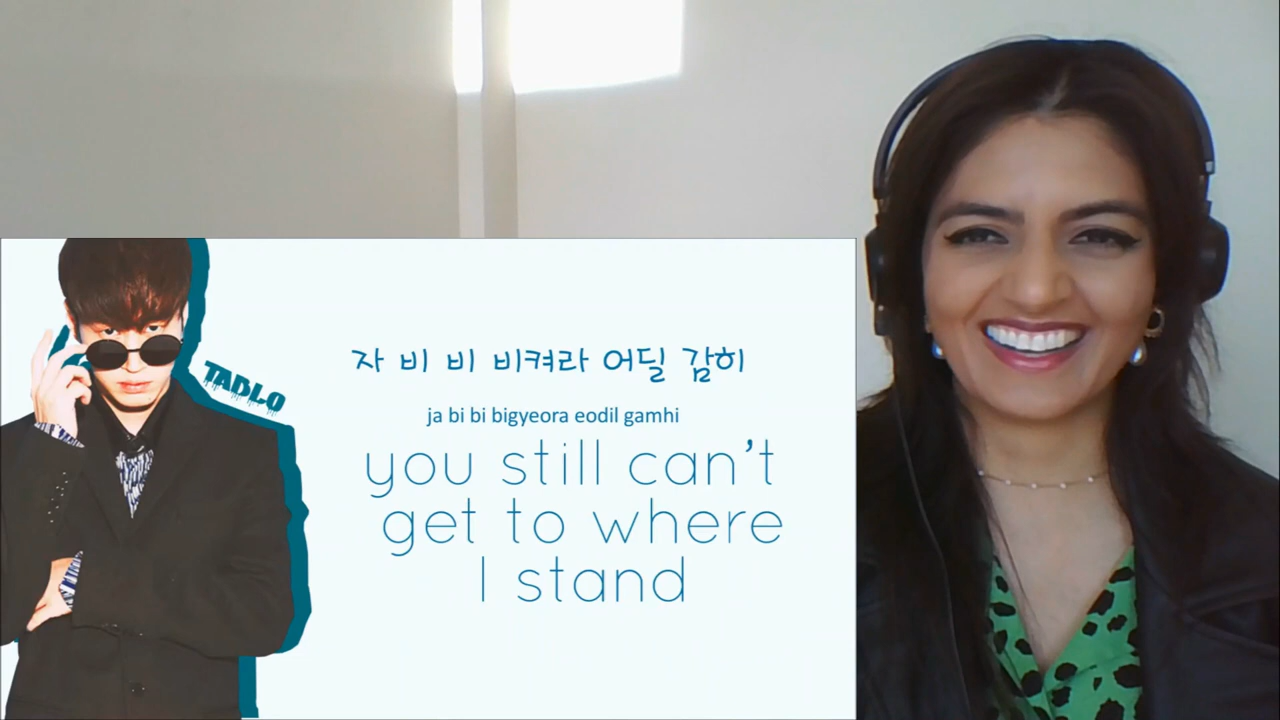 TABLO
자 비 비 비켜라 어딜 감히
ja bi bi bigyeora eodil gamhi
you still can't
get to where
I stand